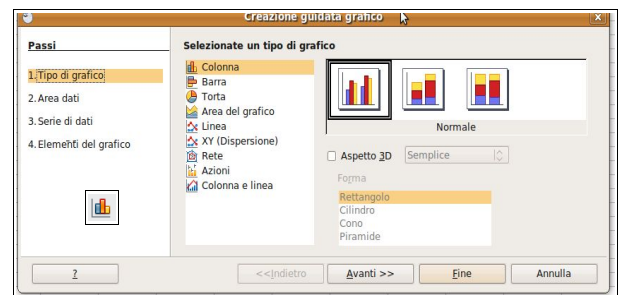 Creazione guidata grafico
Passi
1.Tipo di grafico
2.Area dati
3.Serie di dati
4.Elementi del grafico
Selezionate un tipo di grafico
Colonna
Barra
Torta
Area del grafico
Linea
XY (Dispersione)
Rete
Azioni
Colonna e linea
Normale
Aspetto 3D
Semplice
Forma
Rettangolo
Cilindro
Cono
Piramide
?
<<Indietro
Avanti >>
Fine
Annulla